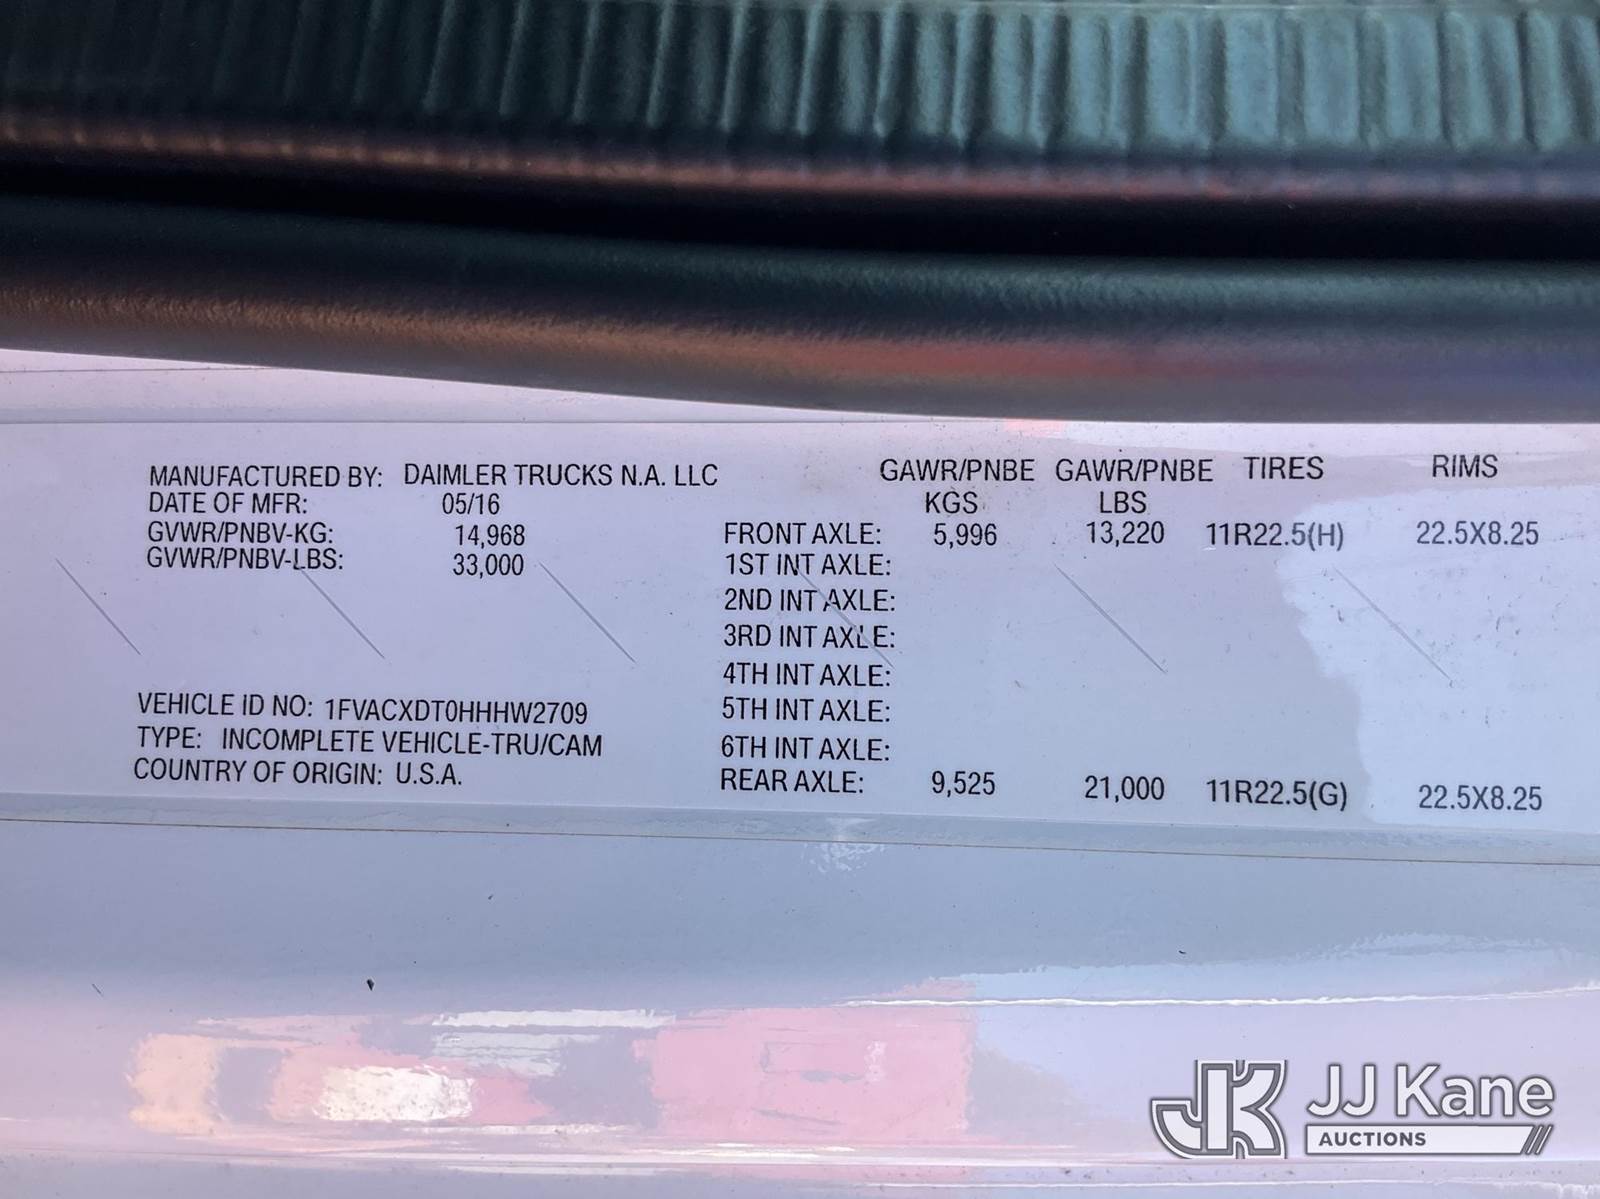 MANUFACTURED BY: DAIMLER TRUCKS N.A. LLC
DATE OF MFR: 05/16
GVWR/PNBV-KG: 14,968
GVWR/PNBV-LBS: 33,000
VEHICLE ID NO: 1FVACXDT0HHHW2709
TYPE: INCOMPLETE VEHICLE-TRU/CAM
COUNTRY OF ORIGIN: U.S.A.
GAWR/PNBE GAWR/PNBE TIRES RIMS
KGS LBS
FRONT AXLE: 5,996 13,220 11R22.5(H) 22.5X8.25
1ST INT AXLE:
2ND INT AXLE:
3RD INT AXLE:
4TH INT AXLE:
5TH INT AXLE:
6TH INT AXLE:
REAR AXLE: 9,525 21,000 11R22.5(G) 22.5X8.25
JK JJ Kane
AUCTIONS